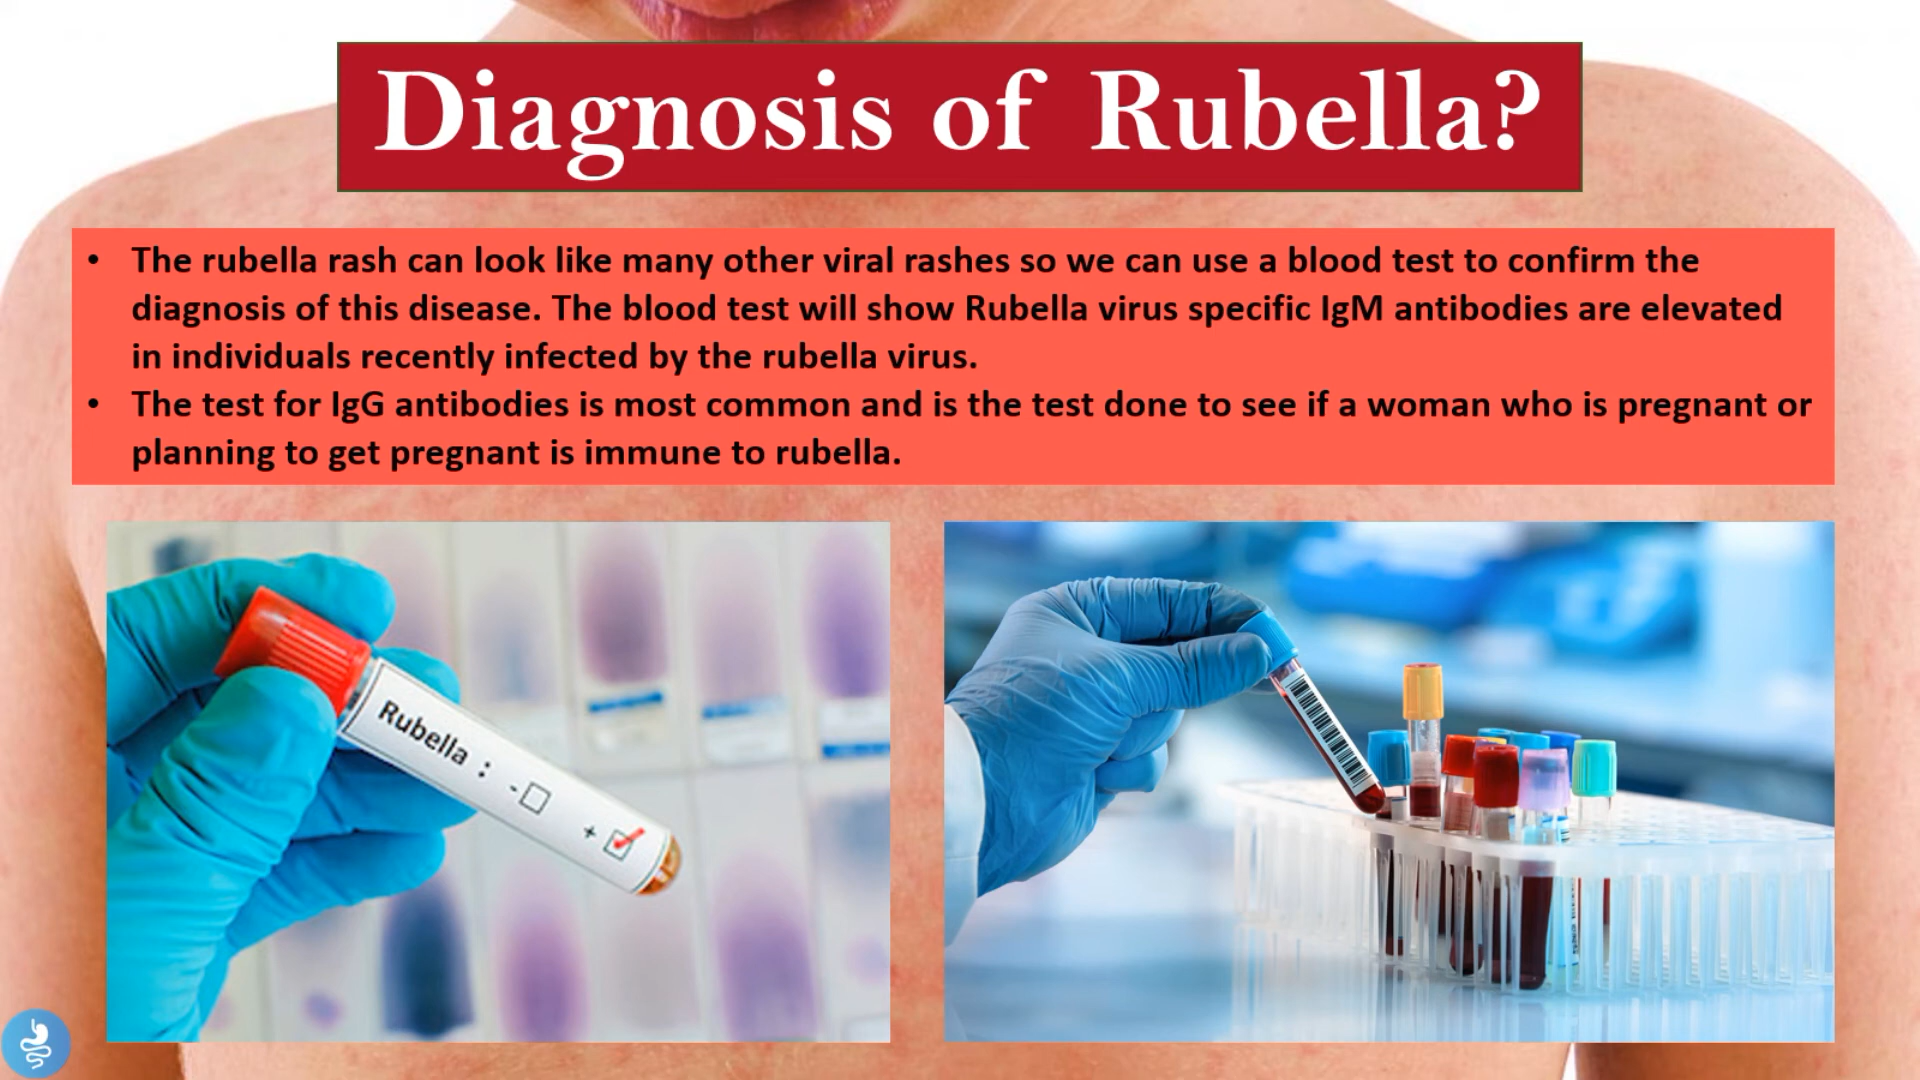 Diagnosis of Rubella?
• The rubella rash can look like many other viral rashes so we can use a blood test to confirm the
diagnosis of this disease. The blood test will show Rubella virus specific IgM antibodies are elevated
in individuals recently infected by the rubella virus.
• The test for IgG antibodies is most common and is the test done to see if a woman who is pregnant or
planning to get pregnant is immune to rubella.
Rubella :
-
+